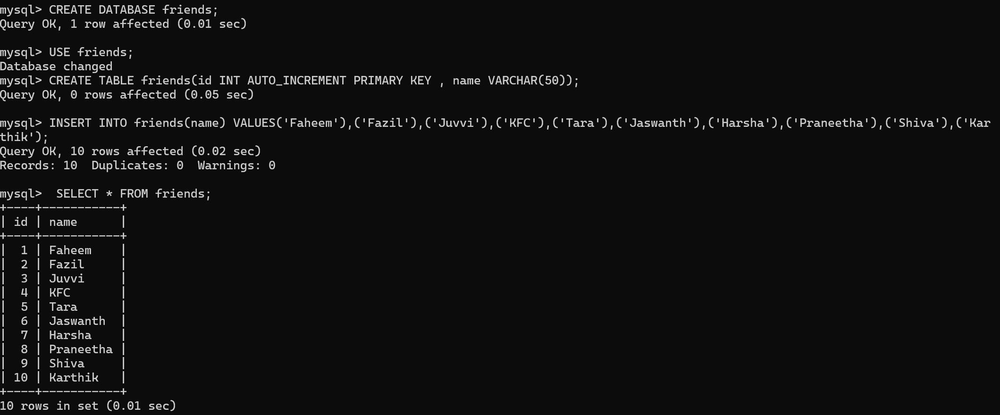 mysql> CREATE DATABASE friends;
Query OK, 1 row affected (0.01 sec)

mysql> USE friends;
Database changed
mysql> CREATE TABLE friends(id INT AUTO_INCREMENT PRIMARY KEY , name VARCHAR(50));
Query OK, 0 rows affected (0.05 sec)

mysql> INSERT INTO friends(name) VALUES('Faheem'),('Fazil'),('Juvvi'),('KFC'),('Tara'),('Jaswanth'),('Harsha'),('Praneetha'),('Shiva'),('Kar
thik');
Query OK, 10 rows affected (0.02 sec)
Records: 10  Duplicates: 0  Warnings: 0

mysql>  SELECT * FROM friends;
+----+-----------+
| id | name      |
+----+-----------+
|  1 | Faheem    |
|  2 | Fazil     |
|  3 | Juvvi     |
|  4 | KFC       |
|  5 | Tara      |
|  6 | Jaswanth  |
|  7 | Harsha    |
|  8 | Praneetha |
|  9 | Shiva     |
| 10 | Karthik   |
+----+-----------+
10 rows in set (0.01 sec)